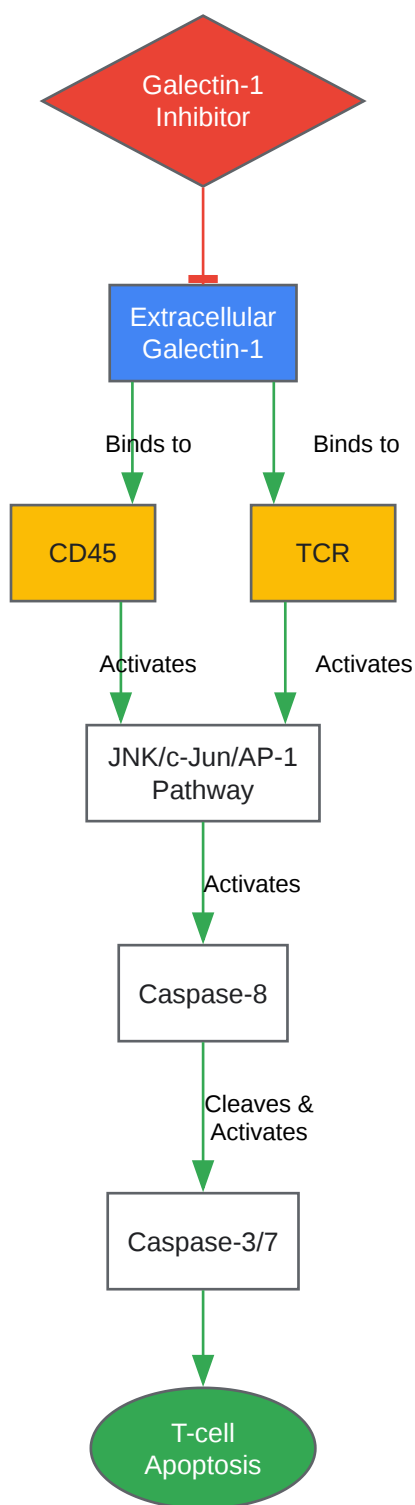 Galectin-1
Inhibitor
Extracellular
Galectin-1
Binds to
Binds to
CD45
TCR
Activates
Activates
JNK/c-Jun/AP-1
Pathway
Activates
Caspase-8
Cleaves &
Activates
Caspase-3/7
T-cell
Apoptosis